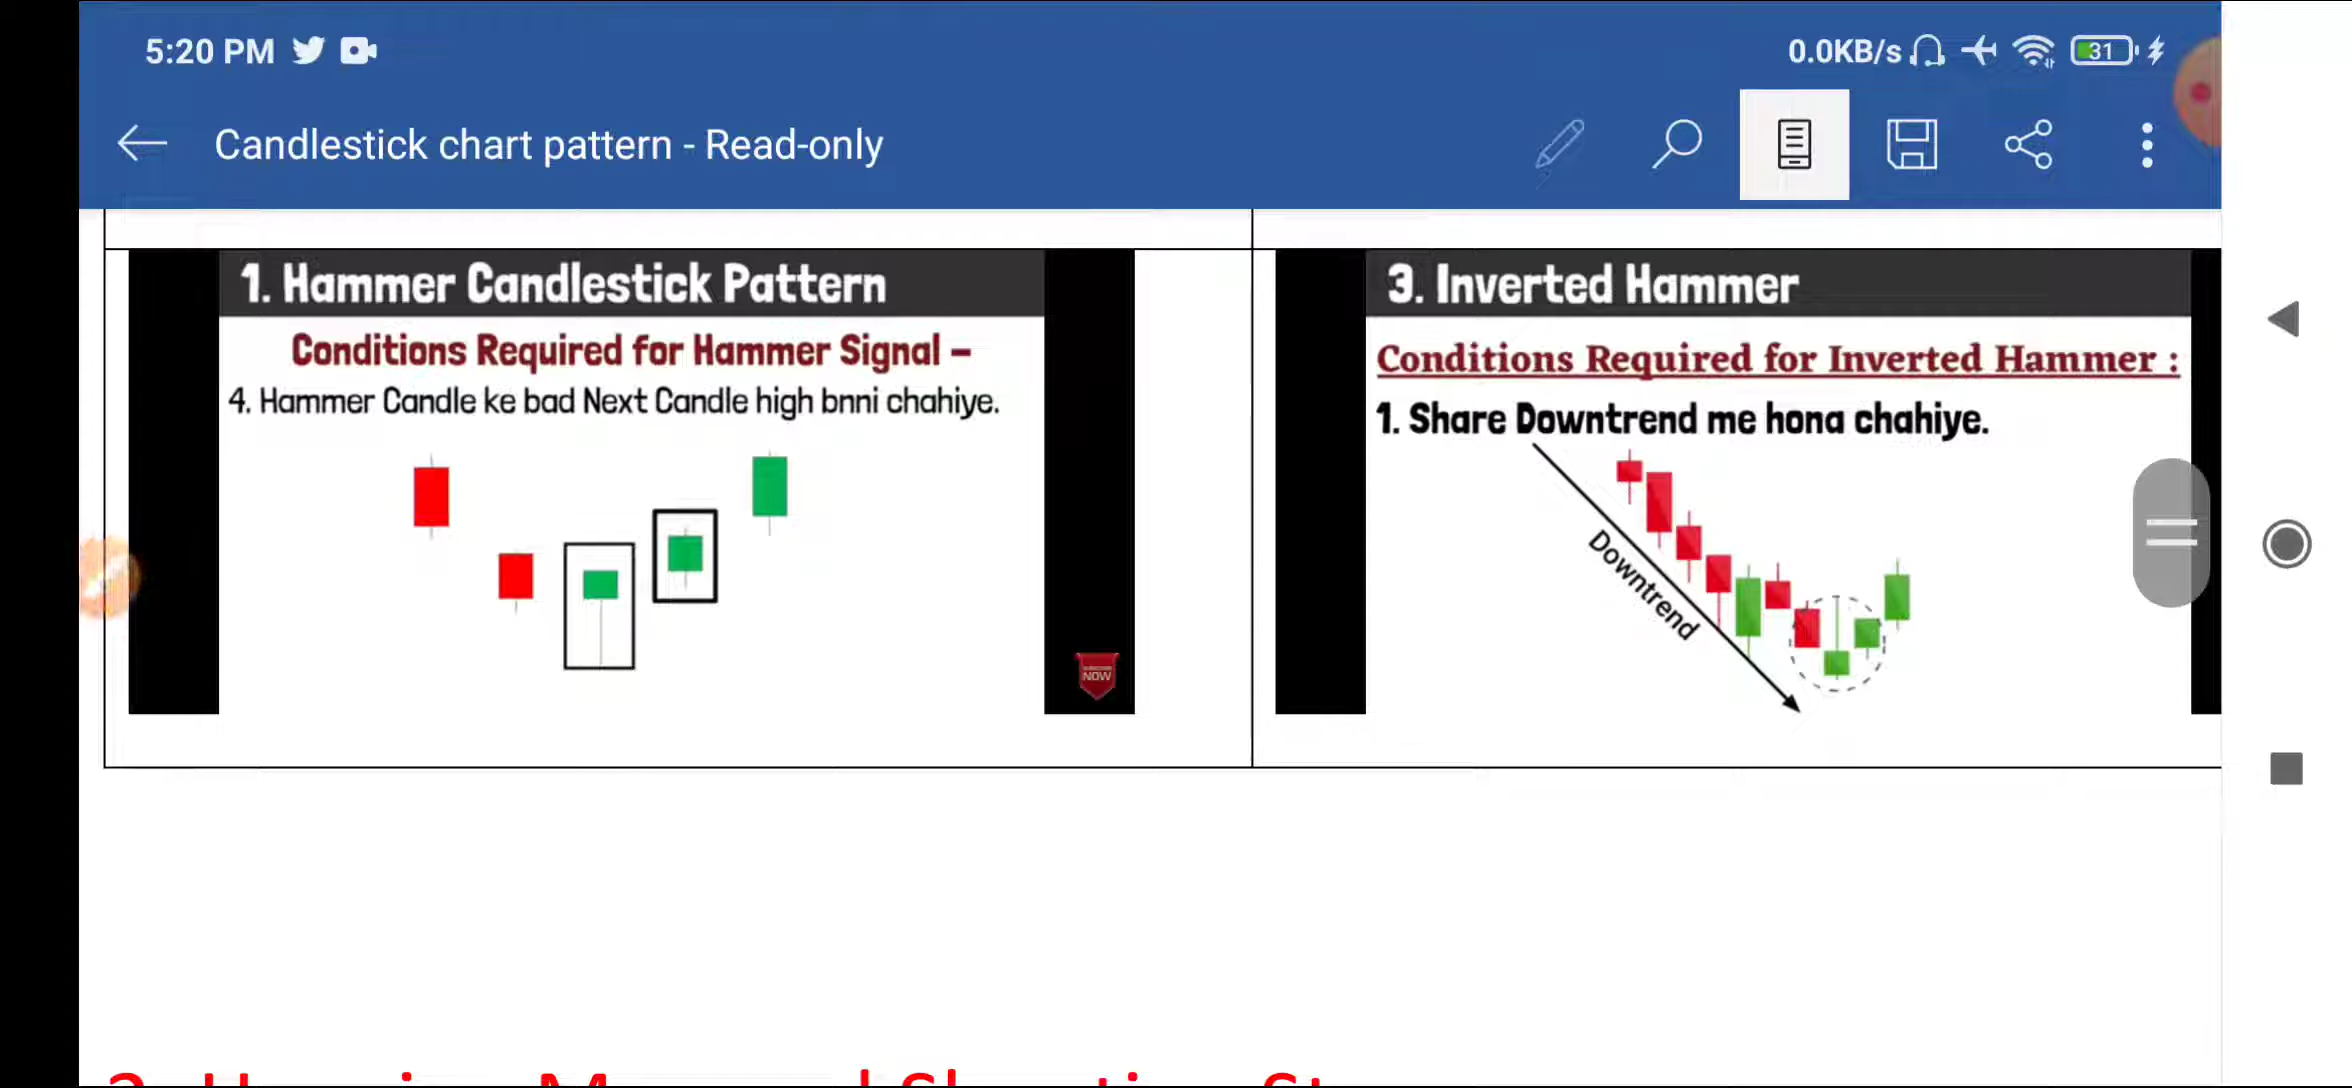 5:20 PM
0.0KB/s
31
Candlestick chart pattern - Read-only
1. Hammer Candlestick Pattern
Conditions Required for Hammer Signal –
4. Hammer Candle ke bad Next Candle high bnni chahiye.
NOW
3. Inverted Hammer
Conditions Required for Inverted Hammer :
1. Share Downtrend me hona chahiye.
Downtrend